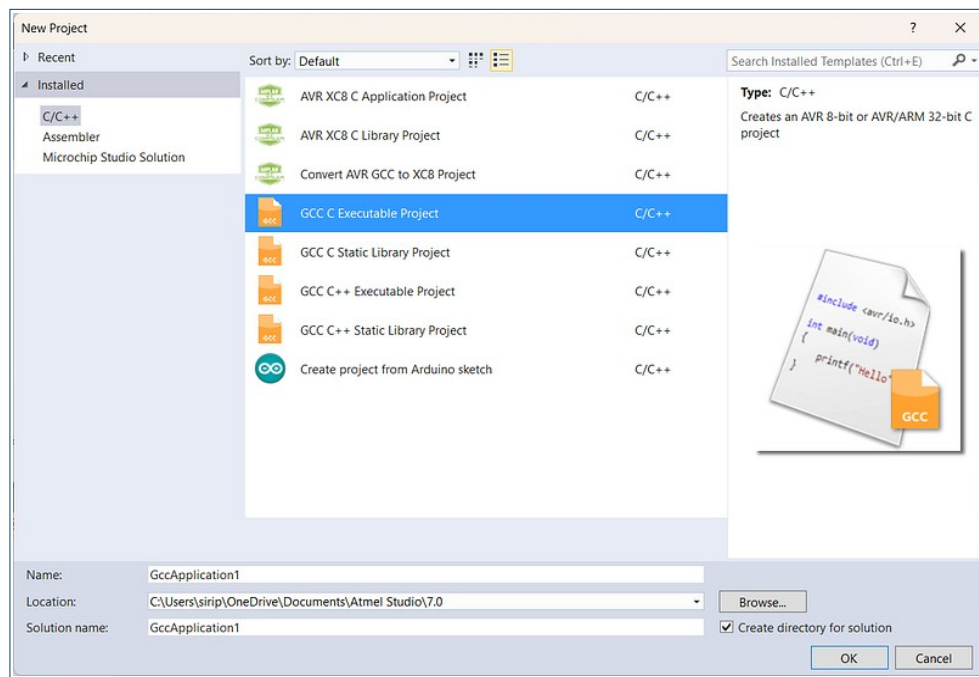 New Project
? ×
Recent
Sort by: Default
Search Installed Templates (Ctrl+E)
Installed
C/C++
Assembler
Microchip Studio Solution
AVR XC8 C Application Project C/C++
AVR XC8 C Library Project C/C++
Convert AVR GCC to XC8 Project C/C++
GCC C Executable Project C/C++
GCC C Static Library Project C/C++
GCC C++ Executable Project C/C++
GCC C++ Static Library Project C/C++
Create project from Arduino sketch C/C++
Type: C/C++
Creates an AVR 8-bit or AVR/ARM 32-bit C
project
#include <avr/io.h>
int main(void)
{
printf("Hello"
}
GCC
Name: GccApplication1
Location: C:\Users\sirip\OneDrive\Documents\Atmel Studio\7.0
Browse...
Solution name: GccApplication1
Create directory for solution
OK Cancel